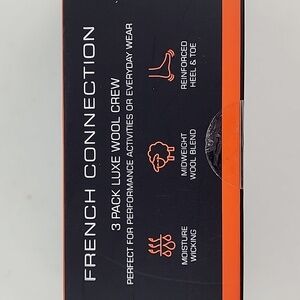 FRENCH CONNECTION
3 PACK LUXE WOOL CREW
PERFECT FOR PERFORMANCE ACTIVITIES OR EVERYDAY WEAR
MOISTURE
WICKING
MIDWEIGHT
WOOL BLEND
REINFORCED
HEEL & TOE